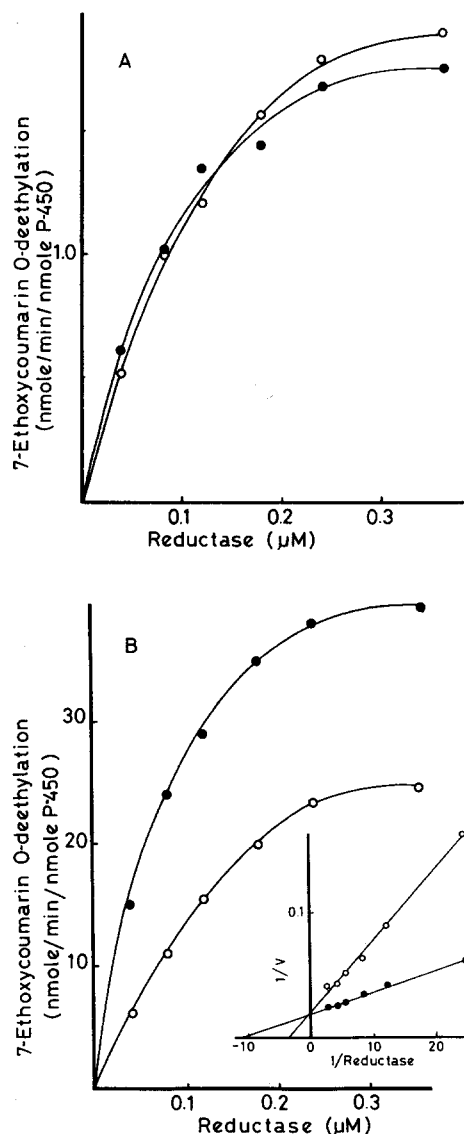 A
7-Ethoxycoumarin O-deethylation
(nmole/min/nmole P-450)
1.0
0.1
0.2
0.3
Reductase (µM)
B
7-Ethoxycoumarin O-deethylation
(nmole/min/nmole P-450)
30
20
10
0.1
0.2
0.3
Reductase (µM)
1/V
0.1
-10
0
10
20
1/Reductase